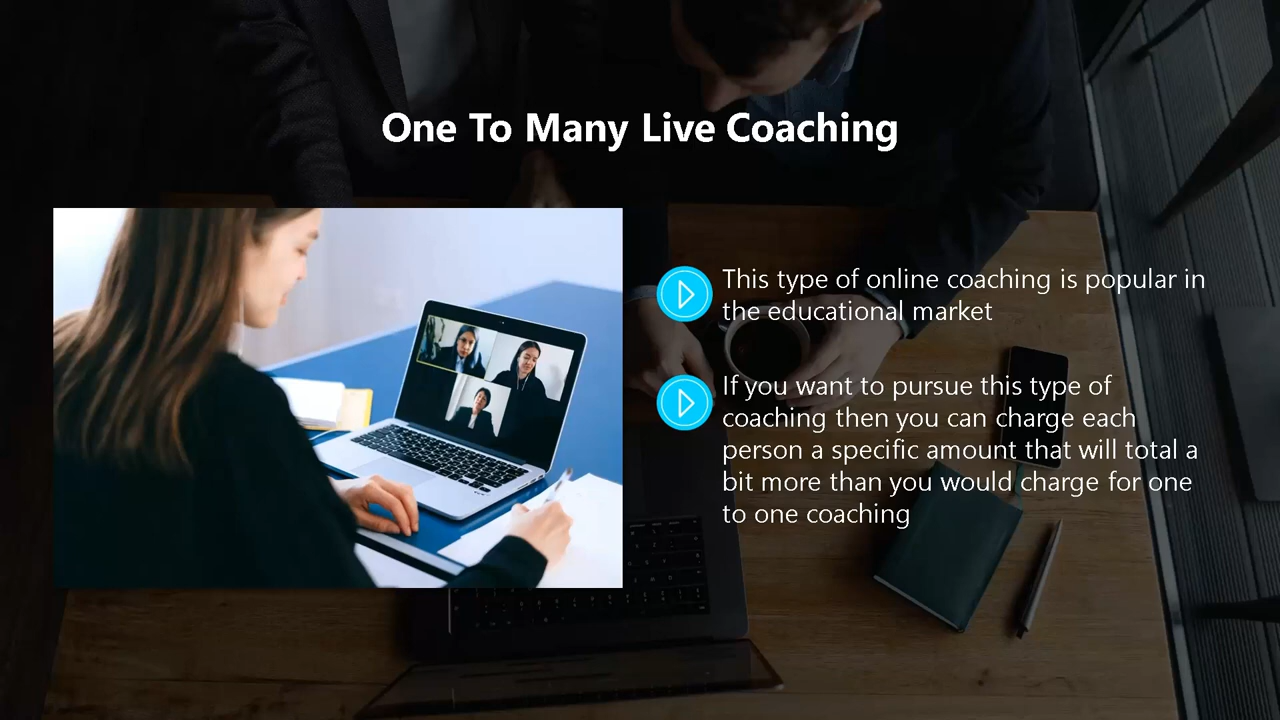 One To Many Live Coaching
This type of online coaching is popular in
the educational market
If you want to pursue this type of
coaching then you can charge each
person a specific amount that will total a
bit more than you would charge for one
to one coaching